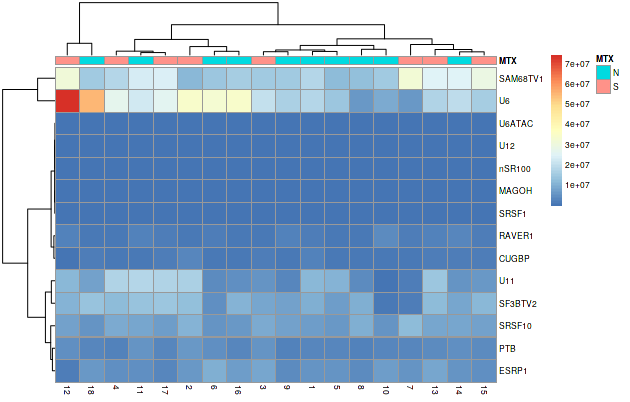 MTX
SAM68TV1
U6
U6ATAC
U12
nSR100
MAGOH
SRSF1
RAVER1
CUGBP
U11
SF3BTV2
SRSF10
PTB
ESRP1
12 18 4 11 17 2 6 16 3 9 1 5 8 10 7 13 14 15
7e+07
6e+07
5e+07
4e+07
3e+07
2e+07
1e+07
MTX
N
S